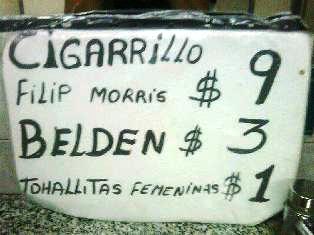 CIGARRILLO
FiLiP MORRiS $ 9
BELDEN $ 3
TOHALLITAS FEMENINAS $ 1